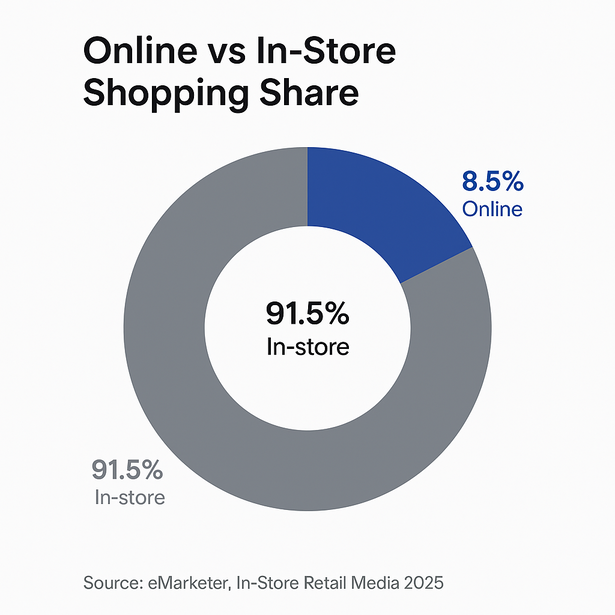 Online vs In-Store
Shopping Share
8.5%
Online
91.5%
In-store
91.5%
In-store
Source: eMarketer, In-Store Retail Media 2025